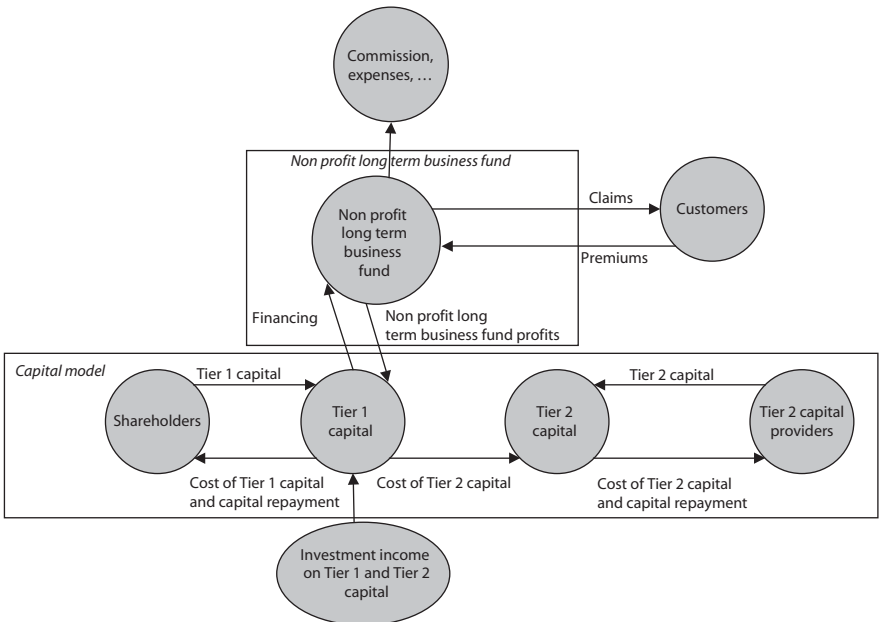 Commission,
expenses, …
Non profit long term business fund
Non profit
long term
business
fund
Claims
Customers
Premiums
Financing
Non profit long
term business fund profits
Capital model
Tier 1 capital
Tier 2 capital
Shareholders
Tier 1
capital
Tier 2
capital
Tier 2 capital
providers
Cost of Tier 1 capital
and capital repayment
Cost of Tier 2 capital
Cost of Tier 2 capital
and capital repayment
Investment income
on Tier 1 and Tier 2
capital